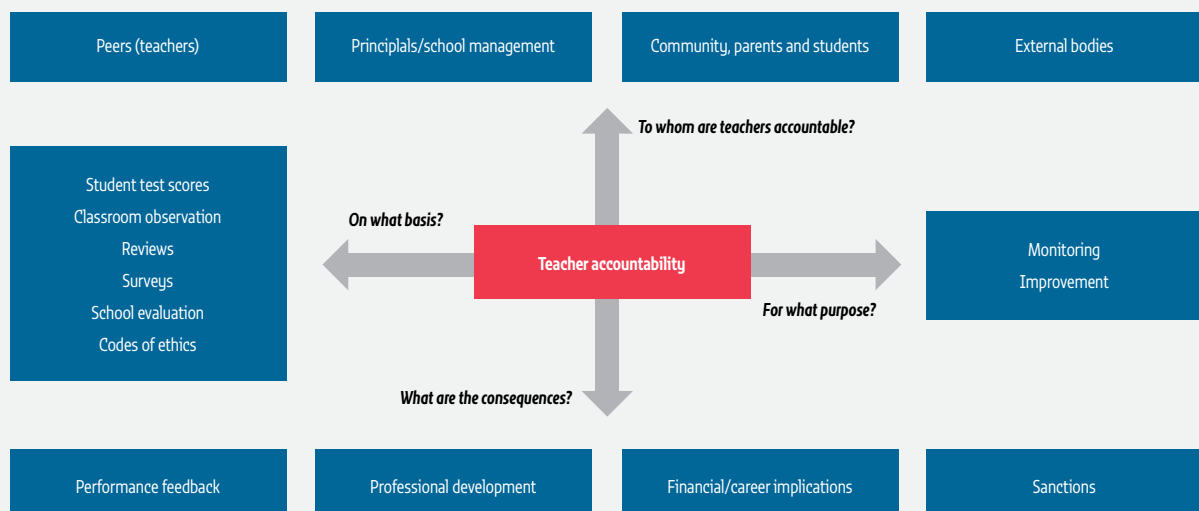 Peers (teachers)
Principlals/school management
Community, parents and students
External bodies
To whom are teachers accountable?
Student test scores
Classroom observation
Reviews
Surveys
School evaluation
Codes of ethics
On what basis?
Teacher accountability
Monitoring
Improvement
For what purpose?
What are the consequences?
Performance feedback
Professional development
Financial/career implications
Sanctions